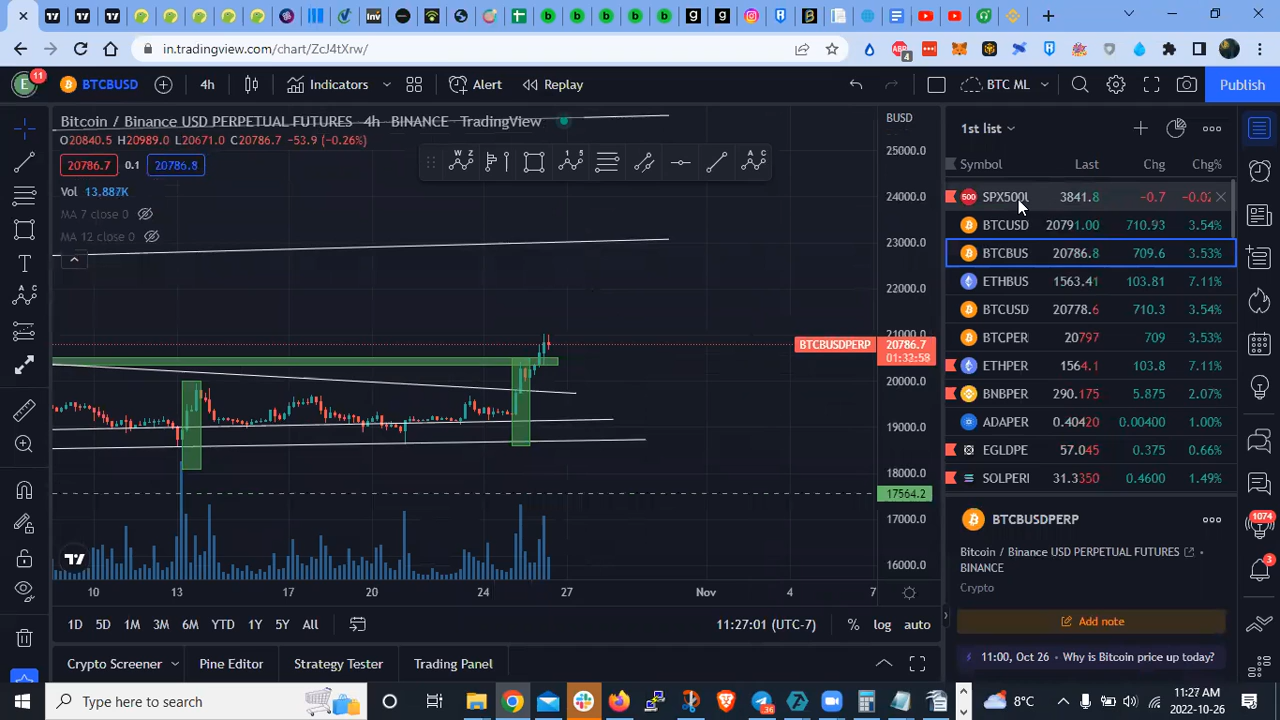 in.tradingview.com/chart/ZcJ4tXrw/
4
E 11 BTCBUSD 4h Indicators Alert Replay BTC ML Publish
Bitcoin / Binance USD PERPETUAL FUTURES · 4h · BINANCE · TradingView
O20840.5 H20989.0 L20671.0 C20786.7 -53.9 (-0.26%)
20786.7 0.1 20786.8
Vol 13.887K
MA 7 close 0
MA 12 close 0
BUSD
25000.0
24000.0
23000.0
22000.0
21000.0
BTCBUSDPERP 20786.7
01:32:58
20000.0
19000.0
18000.0
17564.2
17000.0
16000.0
10 13 17 20 24 27 Nov 4 7
1D 5D 1M 3M 6M YTD 1Y 5Y All 11:27:01 (UTC-7) % log auto
Crypto Screener Pine Editor Strategy Tester Trading Panel
1st list
Symbol Last Chg Chg%
500 SPX500U 3841.8 -0.7 -0.02
BTCUSD 20791.00 710.93 3.54%
BTCBUS 20786.8 709.6 3.53%
ETHBUS 1563.41 103.81 7.11%
BTCUSD 20778.6 710.3 3.54%
BTCPER 20797 709 3.53%
ETHPER 1564.1 103.8 7.11%
BNBPER 290.175 5.875 2.07%
ADAPER 0.40420 0.00400 1.00%
EGLDPE 57.045 0.375 0.66%
SOLPERI 31.3350 0.4600 1.49%
BTCBUSDPERP
Bitcoin / Binance USD PERPETUAL FUTURES •
BINANCE
Crypto
Add note
11:00, Oct 26 • Why is Bitcoin price up today?
1074
3
Type here to search
36
8°C
11:27 AM
2022-10-26